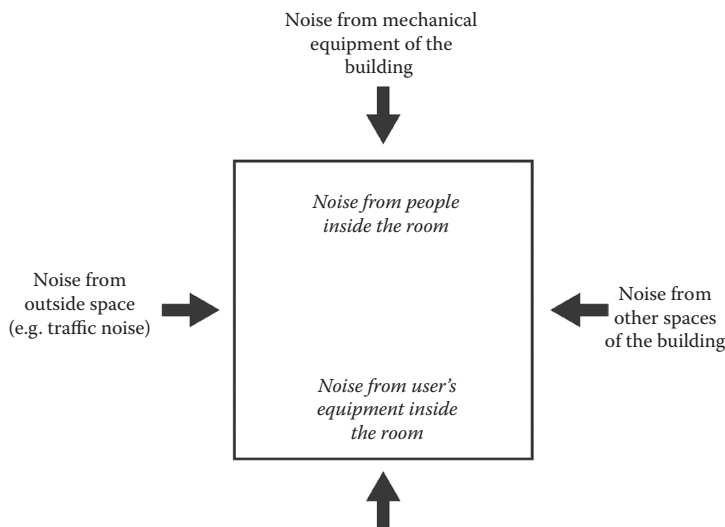 Noise from mechanical
equipment of the
building
Noise from people
inside the room
Noise from
outside space
(e.g. traffic noise)
Noise from
other spaces
of the building
Noise from user's
equipment inside
the room